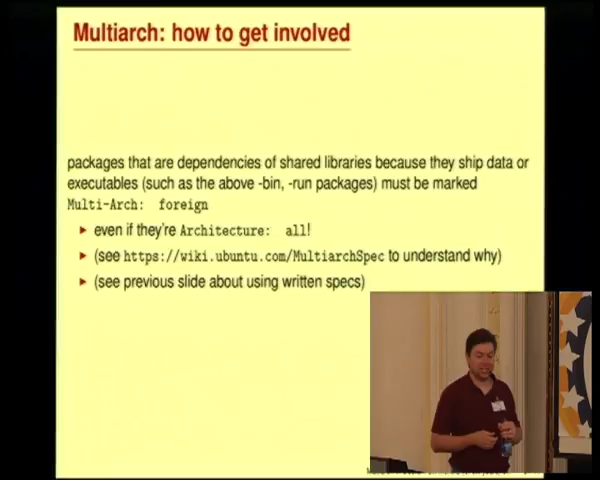 Multiarch: how to get involved
packages that are dependencies of shared libraries because they ship data or
executables (such as the above -bin, -run packages) must be marked
Multi-Arch: foreign
▸ even if they're Architecture: all!
▸ (see https://wiki.ubuntu.com/MultiarchSpec to understand why)
▸ (see previous slide about using written specs)